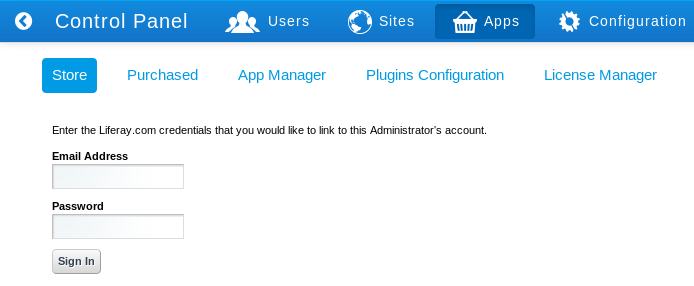 Control Panel Users Sites Apps Configuration
Store Purchased App Manager Plugins Configuration License Manager
Enter the Liferay.com credentials that you would like to link to this Administrator's account.
Email Address
Password
Sign In